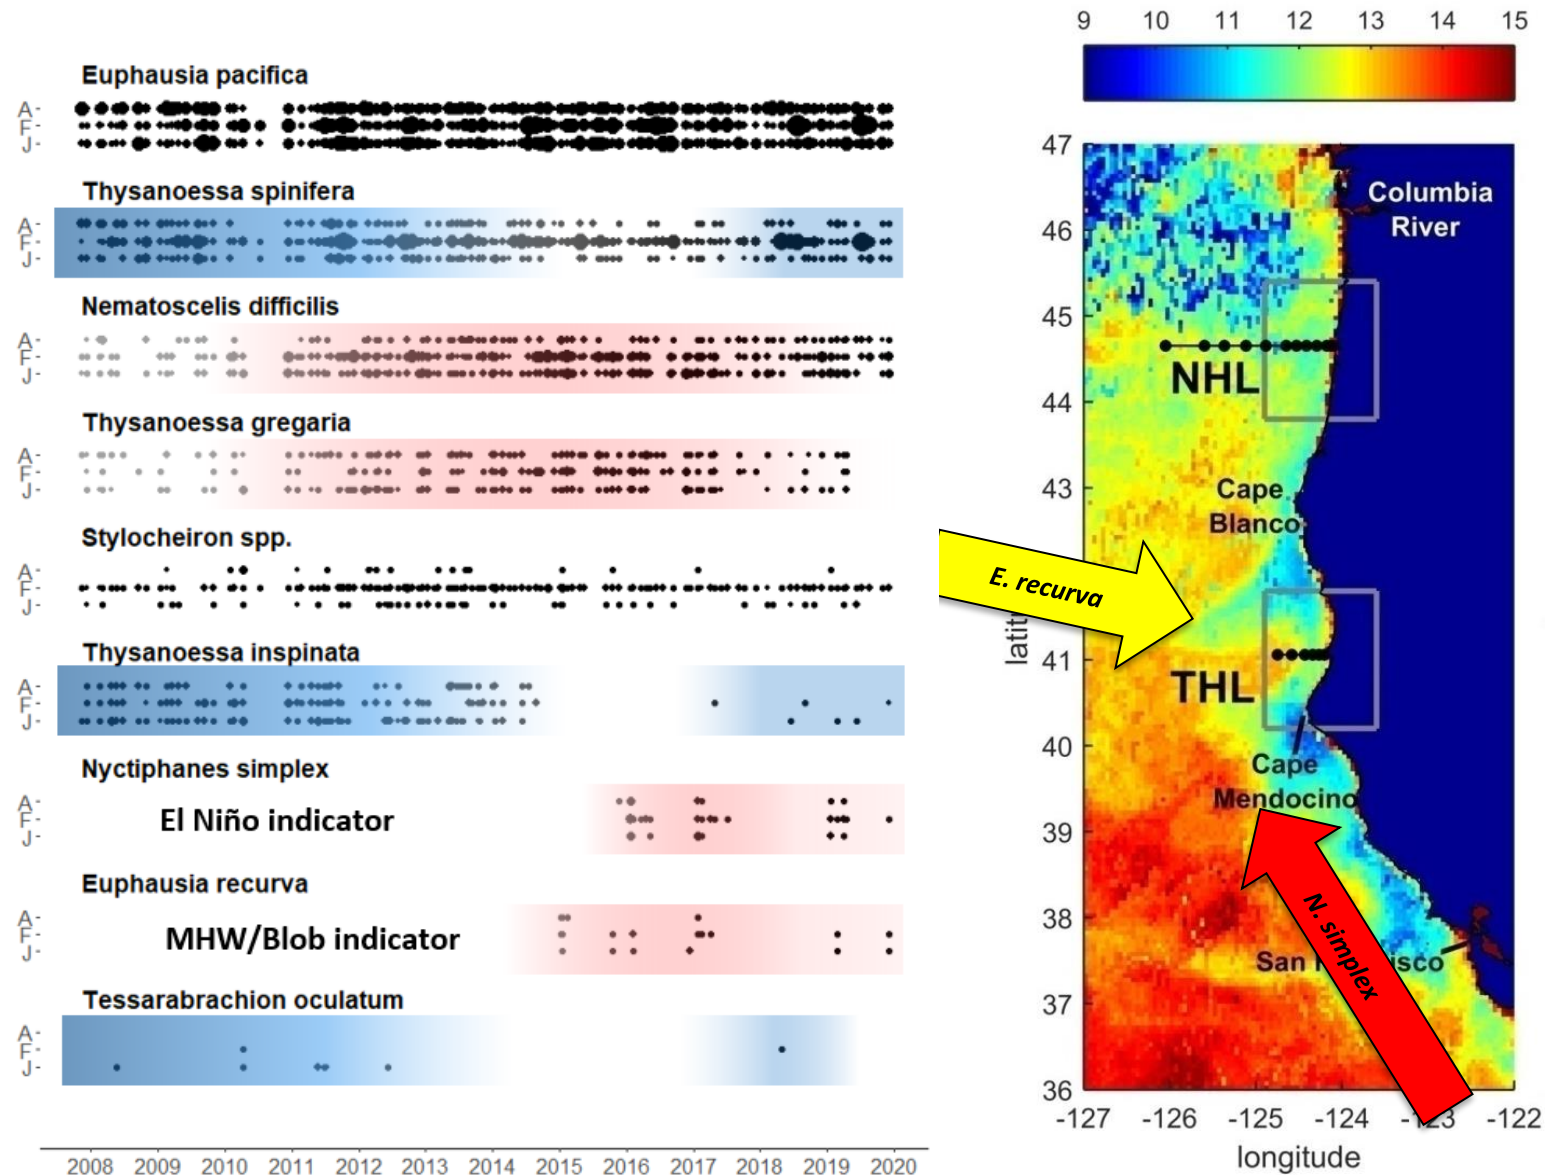 Euphausia pacifica
A-
F-
J-
Thysanoessa spinifera
A-
F-
J-
Nematoscelis difficilis
A-
F-
J-
Thysanoessa gregaria
A-
F-
J-
Stylocheiron spp.
A-
F-
J-
Thysanoessa inspinata
A-
F-
J-
Nyctiphanes simplex
A-
F-
J-
El Niño indicator
Euphausia recurva
A-
F-
J-
MHW/Blob indicator
Tessarabrachion oculatum
A-
F-
J-
2008 2009 2010 2011 2012 2013 2014 2015 2016 2017 2018 2019 2020
9 10 11 12 13 14 15
47
46
45
44
43
41
40
39
38
37
36
Columbia
River
NHL
Cape
Blanco
E. recurva
THL
Cape
Mendocino
N. simplex
San
-127 -126 -125 -124 -123 -122
longitude